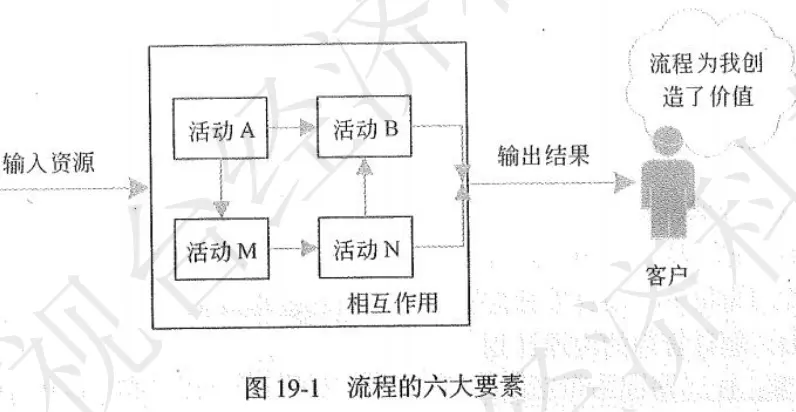 流程为我创
造了价值
活动 A
活动 B
输入资源
输出结果
活动 M
活动 N
客户
相互作用
图 19-1 流程的六大要素